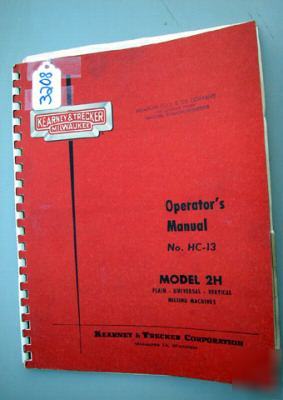 3208
KEARNEY & TRECKER
MILWAUKEE
Operator's
Manual
No. HC-13
MODEL 2H
PLAIN - UNIVERSAL - VERTICAL
MILLING MACHINES
KEARNEY & TRECKER CORPORATION
MILWAUKEE 14, WISCONSIN